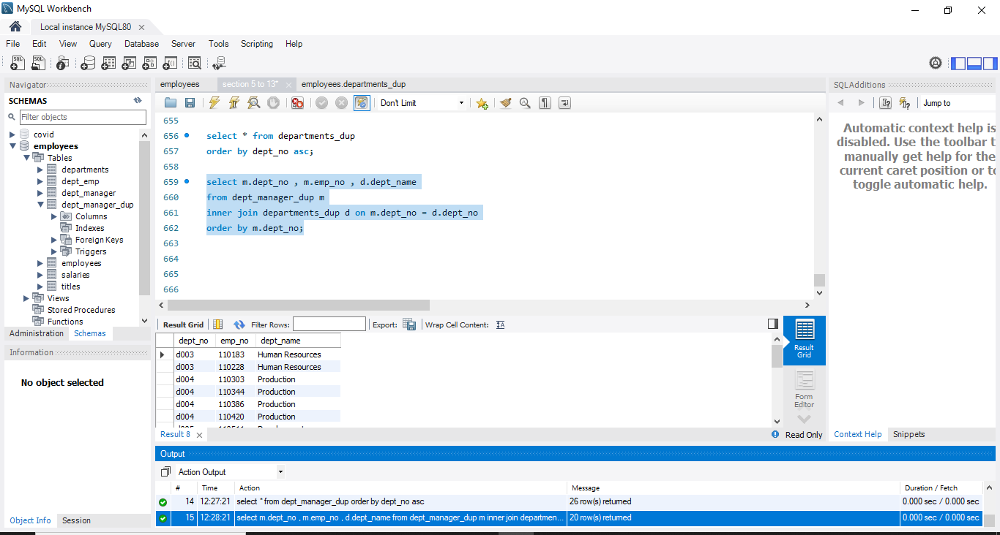 MySQL Workbench
Local instance MySQL80
File Edit View Query Database Server Tools Scripting Help
Navigator
SCHEMAS
Filter objects
covid
employees
Tables
departments
dept_emp
dept_manager
dept_manager_dup
Columns
Indexes
Foreign Keys
Triggers
employees
salaries
titles
Views
Stored Procedures
Functions
Administration Schemas
Information
No object selected
Object Info Session
employees section 5 to 13* employees.departments_dup
Don't Limit
655
656 select * from departments_dup
657 order by dept_no asc;
658
659 select m.dept_no , m.emp_no , d.dept_name
660 from dept_manager_dup m
661 inner join departments_dup d on m.dept_no = d.dept_no
662 order by m.dept_no;
663
664
665
666
Result Grid Filter Rows: Export: Wrap Cell Content:
dept_no emp_no dept_name
d003 110183 Human Resources
d003 110228 Human Resources
d004 110303 Production
d004 110344 Production
d004 110386 Production
d004 110420 Production
Result Grid
Form Editor
Result 8 Read Only
Output
Action Output
# Time Action Message Duration / Fetch
14 12:27:21 select * from dept_manager_dup order by dept_no asc 26 row(s) returned 0.000 sec / 0.000 sec
15 12:28:21 select m.dept_no , m.emp_no , d.dept_name from dept_manager_dup m inner join departmen... 20 row(s) returned 0.000 sec / 0.000 sec
SQLAdditions
Jump to
Automatic context help is
disabled. Use the toolbar t
manually get help for the
current caret position or to
toggle automatic help.
Context Help Snippets